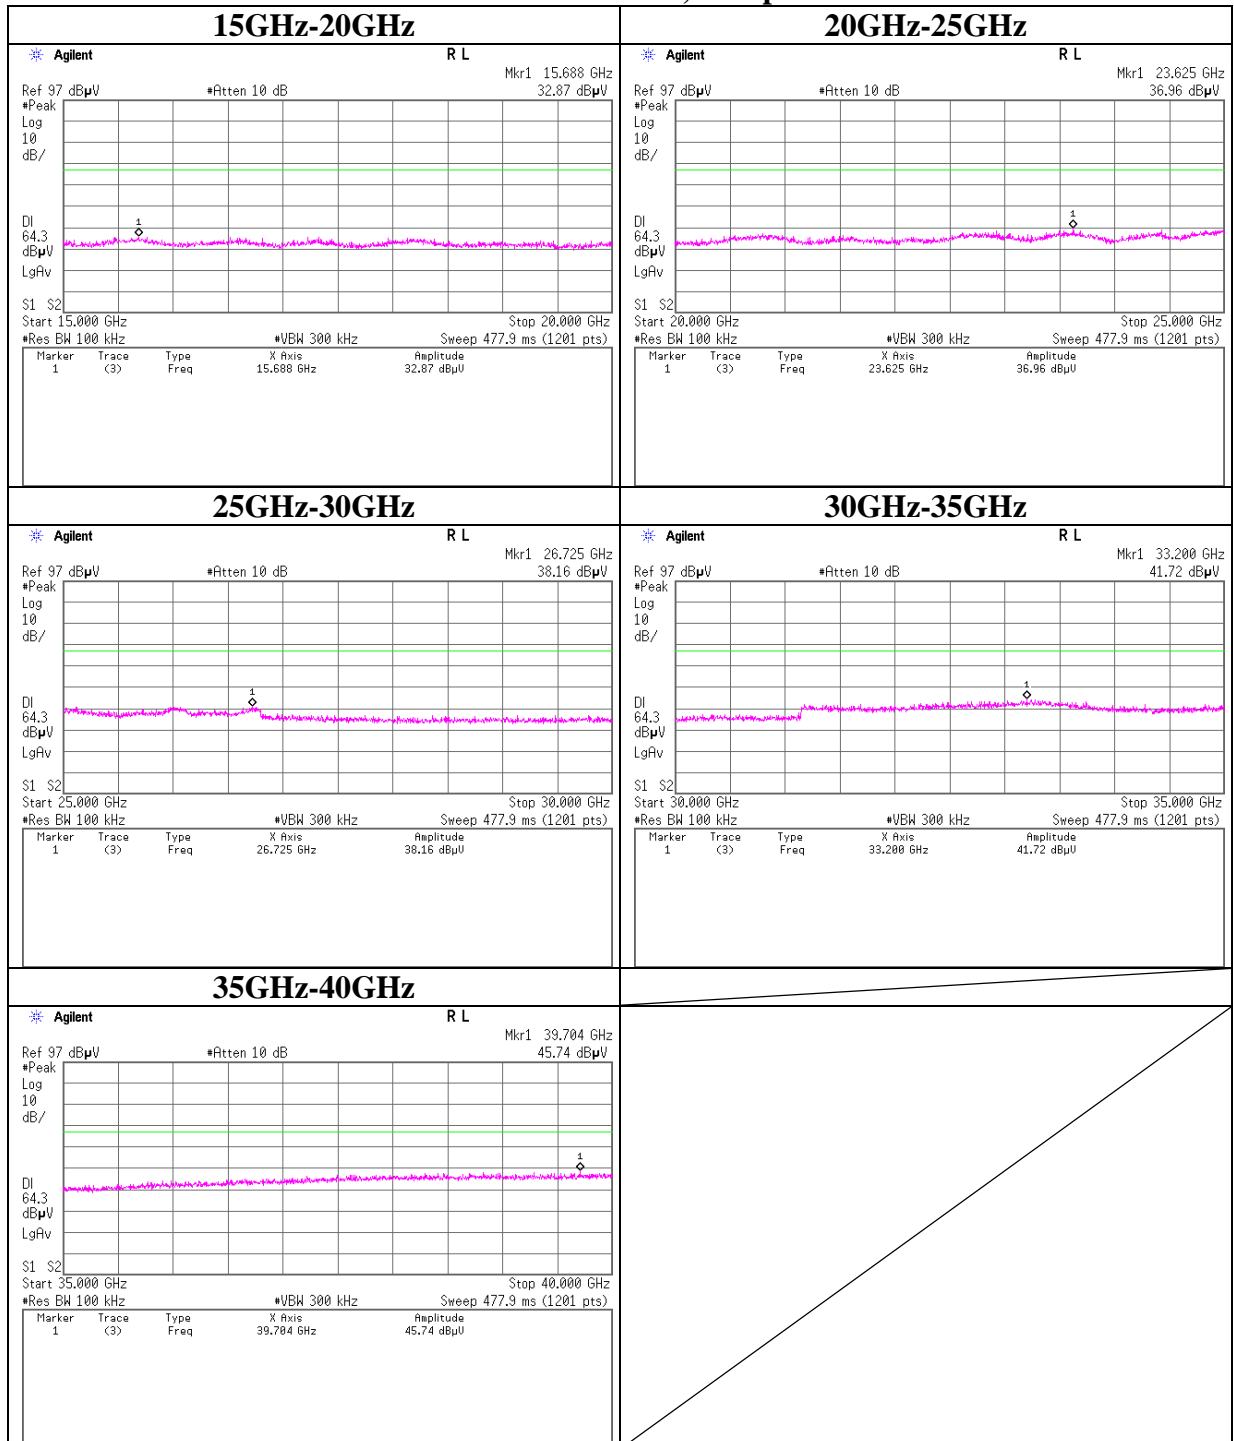 15GHz-20GHz
Agilent
R L
Mkr1 15.688 GHz
Ref 97 dBµV
#Atten 10 dB
32.87 dBµV
#Peak
Log
10
dB/
1
DI
64.3
dBµV
LgAv
S1 S2
Start 15.000 GHz
Stop 20.000 GHz
#Res BW 100 kHz
#VBW 300 kHz
Sweep 477.9 ms (1201 pts)
Marker Trace Type X Axis Amplitude
1 (3) Freq 15.688 GHz 32.87 dBµV
20GHz-25GHz
Agilent
R L
Mkr1 23.625 GHz
Ref 97 dBµV
#Atten 10 dB
36.96 dBµV
#Peak
Log
10
dB/
1
DI
64.3
dBµV
LgAv
S1 S2
Start 20.000 GHz
Stop 25.000 GHz
#Res BW 100 kHz
#VBW 300 kHz
Sweep 477.9 ms (1201 pts)
Marker Trace Type X Axis Amplitude
1 (3) Freq 23.625 GHz 36.96 dBµV
25GHz-30GHz
Agilent
R L
Mkr1 26.725 GHz
Ref 97 dBµV
#Atten 10 dB
38.16 dBµV
#Peak
Log
10
dB/
1
DI
64.3
dBµV
LgAv
S1 S2
Start 25.000 GHz
Stop 30.000 GHz
#Res BW 100 kHz
#VBW 300 kHz
Sweep 477.9 ms (1201 pts)
Marker Trace Type X Axis Amplitude
1 (3) Freq 26.725 GHz 38.16 dBµV
30GHz-35GHz
Agilent
R L
Mkr1 33.200 GHz
Ref 97 dBµV
#Atten 10 dB
41.72 dBµV
#Peak
Log
10
dB/
1
DI
64.3
dBµV
LgAv
S1 S2
Start 30.000 GHz
Stop 35.000 GHz
#Res BW 100 kHz
#VBW 300 kHz
Sweep 477.9 ms (1201 pts)
Marker Trace Type X Axis Amplitude
1 (3) Freq 33.200 GHz 41.72 dBµV
35GHz-40GHz
Agilent
R L
Mkr1 39.704 GHz
Ref 97 dBµV
#Atten 10 dB
45.74 dBµV
#Peak
Log
10
dB/
1
DI
64.3
dBµV
LgAv
S1 S2
Start 35.000 GHz
Stop 40.000 GHz
#Res BW 100 kHz
#VBW 300 kHz
Sweep 477.9 ms (1201 pts)
Marker Trace Type X Axis Amplitude
1 (3) Freq 39.704 GHz 45.74 dBµV